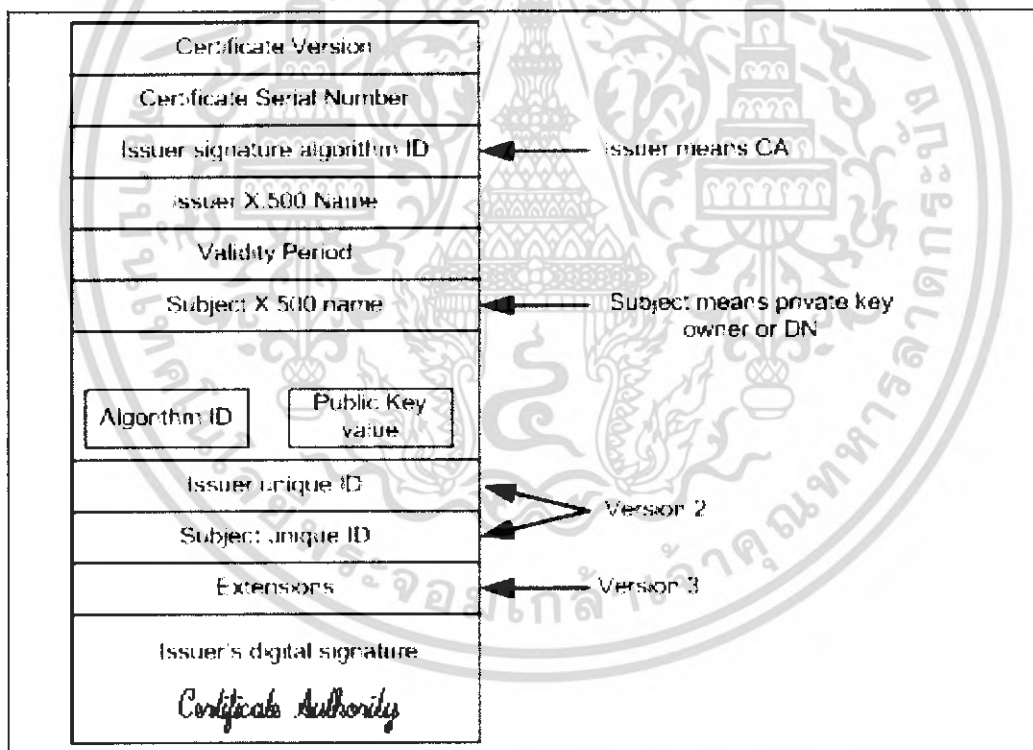 Certificate Version
Certificate Serial Number
Issuer signature algorithm ID
Issuer means CA
Issuer X.500 Name
Validity Period
Subject X.500 name
Subject means private key
owner or DN
Algorithm ID
Public Key
value
Issuer unique ID
Version 2
Subject unique ID
Extensions
Version 3
Issuer's digital signature
Certificate Authority